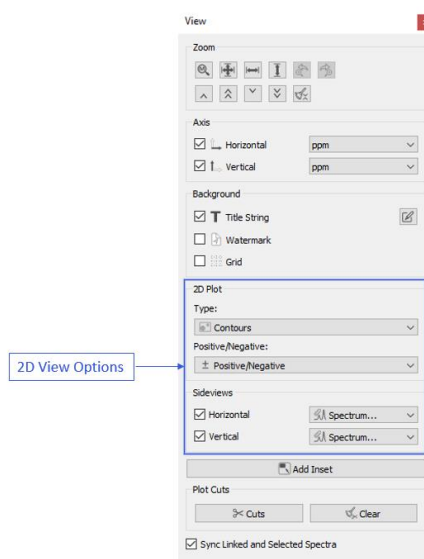 View
Zoom
Axis
Horizontal ppm
Vertical ppm
Background
T Title String
Watermark
Grid
2D Plot
Type:
Contours
Positive/Negative:
± Positive/Negative
2D View Options
Sideviews
Horizontal Spectrum...
Vertical Spectrum...
Add Inset
Plot Cuts
Cuts Clear
Sync Linked and Selected Spectra